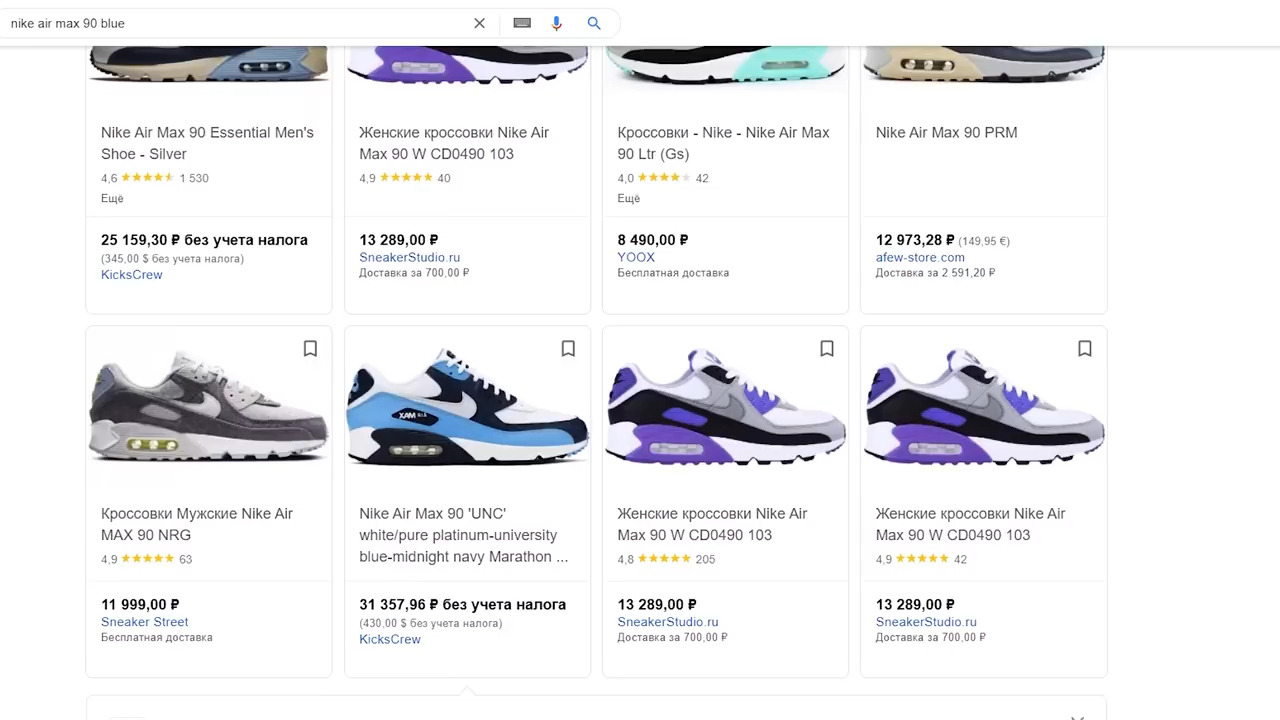 nike air max 90 blue
Nike Air Max 90 Essential Men's
Shoe - Silver
4,6 1 530
Ещё
25 159,30 ₽ без учета налога
(345,00 $ без учета налога)
KicksCrew
Женские кроссовки Nike Air
Max 90 W CD0490 103
4,9 40
13 289,00 ₽
SneakerStudio.ru
Доставка за 700,00 ₽
Кроссовки - Nike - Nike Air Max
90 Ltr (Gs)
4,0 42
Ещё
8 490,00 ₽
YOOX
Бесплатная доставка
Nike Air Max 90 PRM
12 973,28 ₽ (149,95 €)
afew-store.com
Доставка за 2 591,20 ₽
Кроссовки Мужские Nike Air
MAX 90 NRG
4,9 63
11 999,00 ₽
Sneaker Street
Бесплатная доставка
Nike Air Max 90 'UNC'
white/pure platinum-university
blue-midnight navy Marathon ...
31 357,96 ₽ без учета налога
(430,00 $ без учета налога)
KicksCrew
Женские кроссовки Nike Air
Max 90 W CD0490 103
4,8 205
13 289,00 ₽
SneakerStudio.ru
Доставка за 700,00 ₽
Женские кроссовки Nike Air
Max 90 W CD0490 103
4,9 42
13 289,00 ₽
SneakerStudio.ru
Доставка за 700,00 ₽